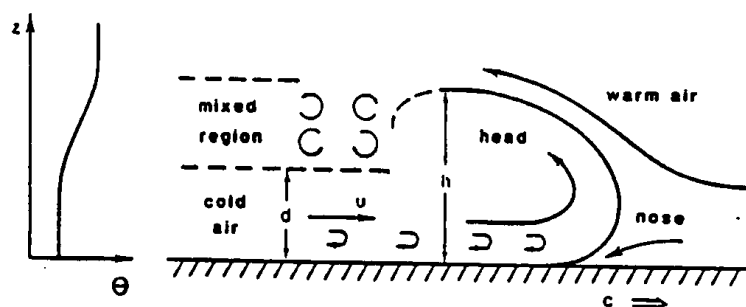 z
θ
mixed
region
cold
air
d
u
h
head
warm air
nose
c